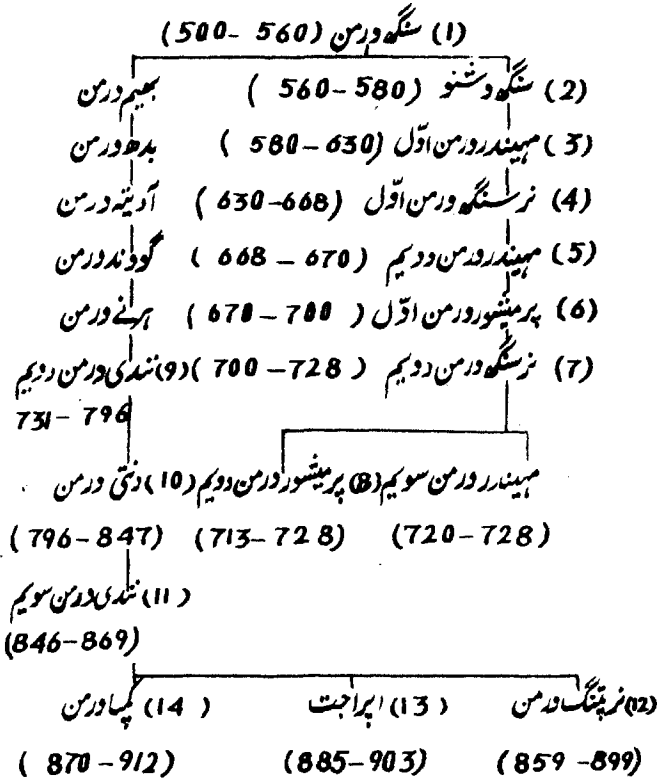 (1) سنگھ ورمن (500 - 560)
(2) سنگھ وشنو (560-580) بھیم ورمن
(3) مہیندر ورمن اوّل (580-630) بدھ ورمن
(4) نرسنگھ ورمن اوّل (630-668) آدیتہ ورمن
(5) مہیندر ورمن دویم (668 - 670) گووند ورمن
(6) پرمیشور ورمن اوّل (670-700) ہرنے ورمن
(7) نرسنگھ ورمن دویم (700-728) (9) نندی ورمن دویم
731-796
مہیندر ورمن سویم (8) پرمیشور ورمن دویم (10) دنتی ورمن
(720-728) (713-728) (796-847)
(11) نندی ورمن سویم
(846-869)
(12) نرپتنگ ورمن (13) اپراجت (14) کمپا ورمن
(859-899) (885-903) (870-912)